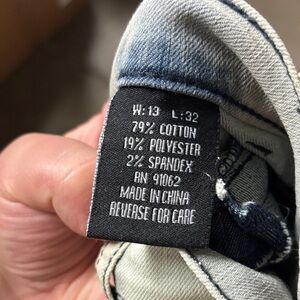 W:13 L:32
79% COTTON
19% POLYESTER
2% SPANDEX
RN 91062
MADE IN CHINA
REVERSE FOR CARE